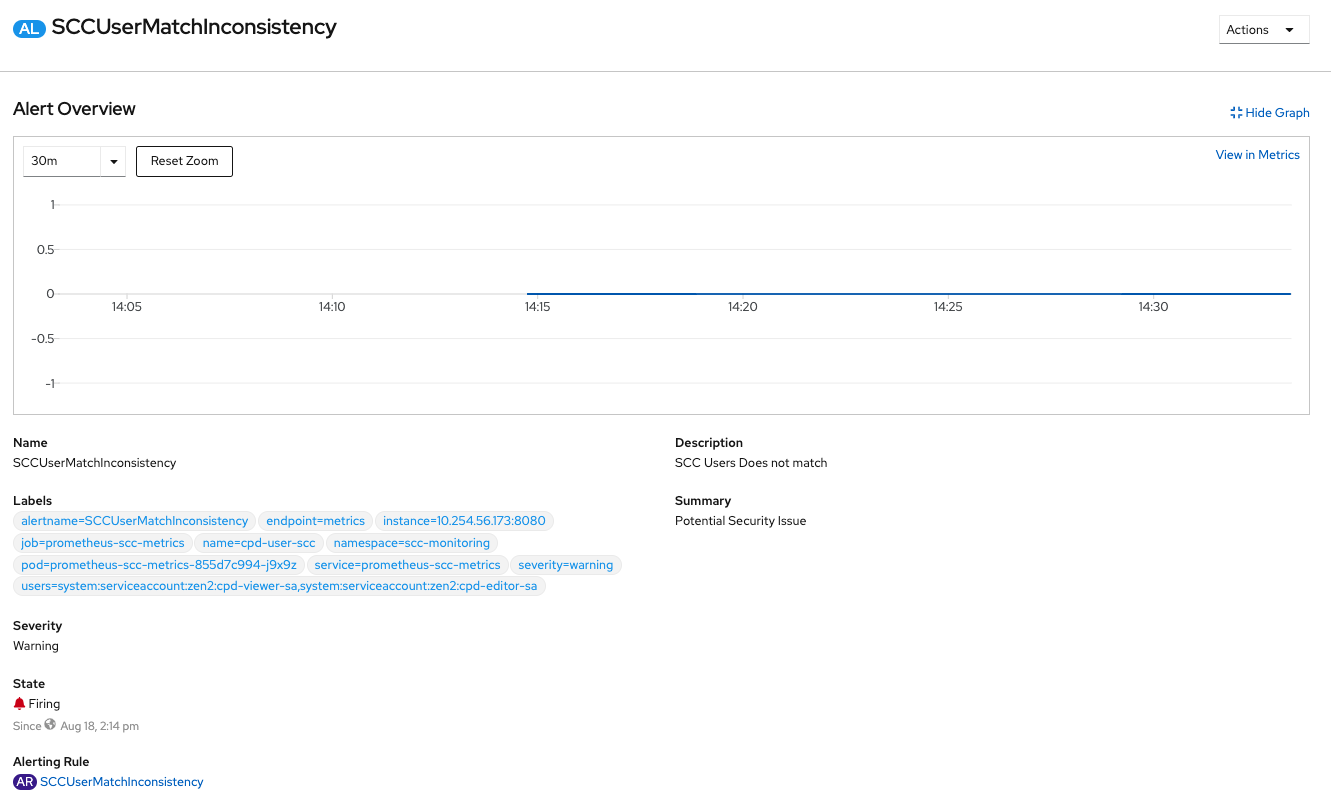 AL SCCUserMatchInconsistency
Actions
Alert Overview
Hide Graph
30m
Reset Zoom
View in Metrics
1
0.5
0
-0.5
-1
14:05 14:10 14:15 14:20 14:25 14:30
Name
SCCUserMatchInconsistency
Labels
alertname=SCCUserMatchInconsistency endpoint=metrics instance=10.254.56.173:8080
job=prometheus-scc-metrics name=cpd-user-scc namespace=scc-monitoring
pod=prometheus-scc-metrics-855d7c994-j9x9z service=prometheus-scc-metrics severity=warning
users=system:serviceaccount:zen2:cpd-viewer-sa,system:serviceaccount:zen2:cpd-editor-sa
Severity
Warning
State
Firing
Since Aug 18, 2:14 pm
Alerting Rule
AR SCCUserMatchInconsistency
Description
SCC Users Does not match
Summary
Potential Security Issue